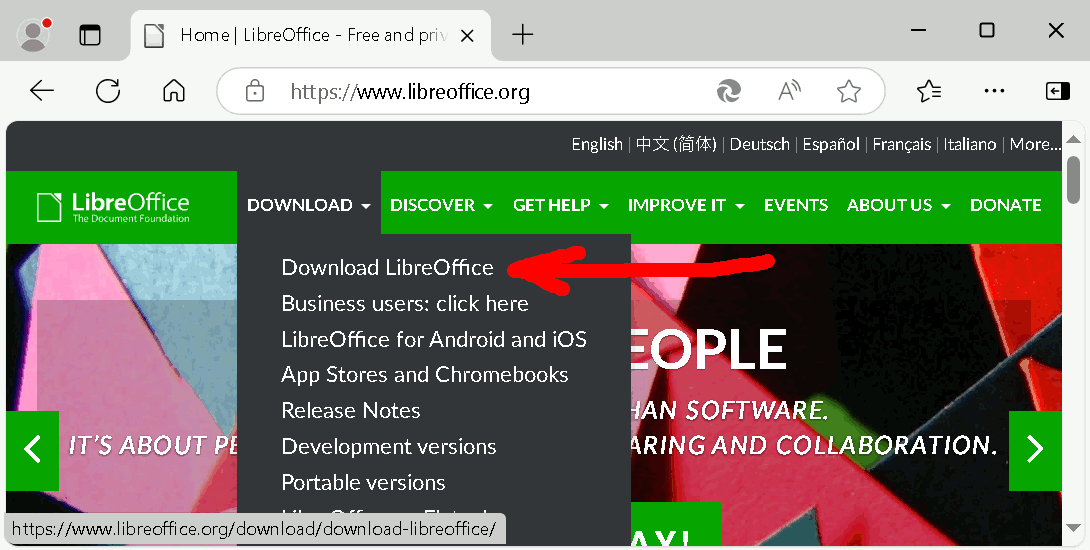 Home | LibreOffice - Free and priv
https://www.libreoffice.org
English | 中文 (简体) | Deutsch | Español | Français | Italiano | More...
LibreOffice
The Document Foundation
DOWNLOAD DISCOVER GET HELP IMPROVE IT EVENTS ABOUT US DONATE
Download LibreOffice
Business users: click here
LibreOffice for Android and iOS
App Stores and Chromebooks
Release Notes
Development versions
Portable versions
EOPLE
HAN SOFTWARE.
IT'S ABOUT PE
ARING AND COLLABORATION.
AY!
https://www.libreoffice.org/download/download-libreoffice/